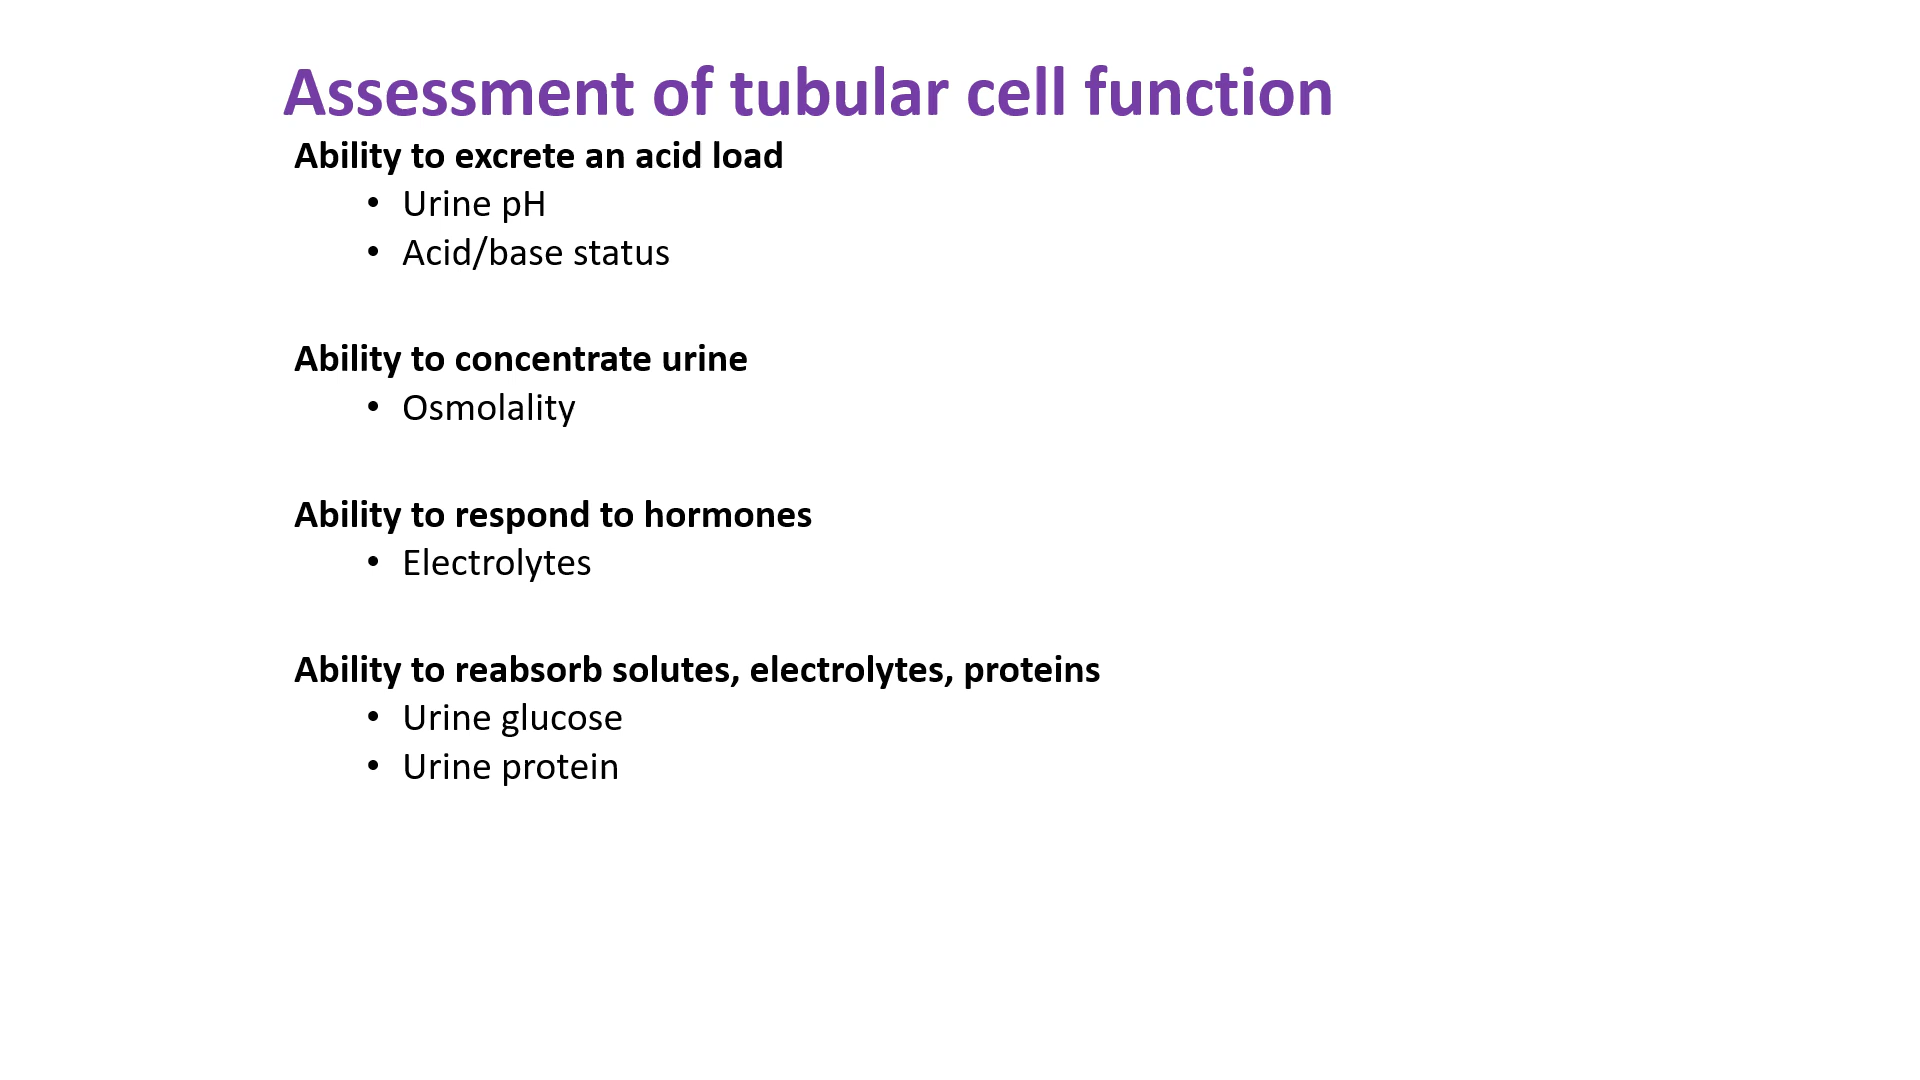 Assessment of tubular cell function
Ability to excrete an acid load
• Urine pH
• Acid/base status
Ability to concentrate urine
• Osmolality
Ability to respond to hormones
• Electrolytes
Ability to reabsorb solutes, electrolytes, proteins
• Urine glucose
• Urine protein